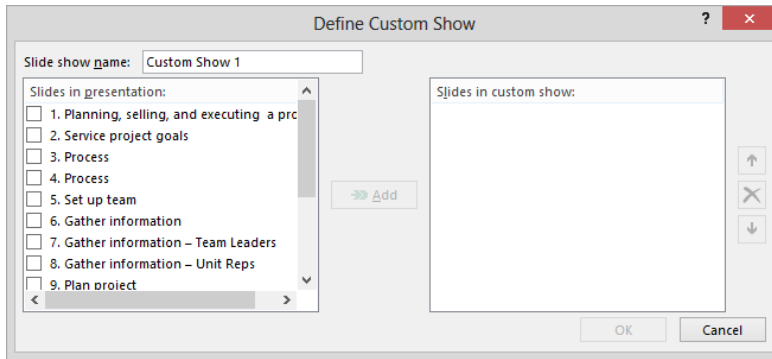 Define Custom Show
?
Slide show name: Custom Show 1
Slides in presentation:
1. Planning, selling, and executing a pro
2. Service project goals
3. Process
4. Process
5. Set up team
6. Gather information
7. Gather information – Team Leaders
8. Gather information – Unit Reps
9. Plan project
Add
Slides in custom show:
OK
Cancel